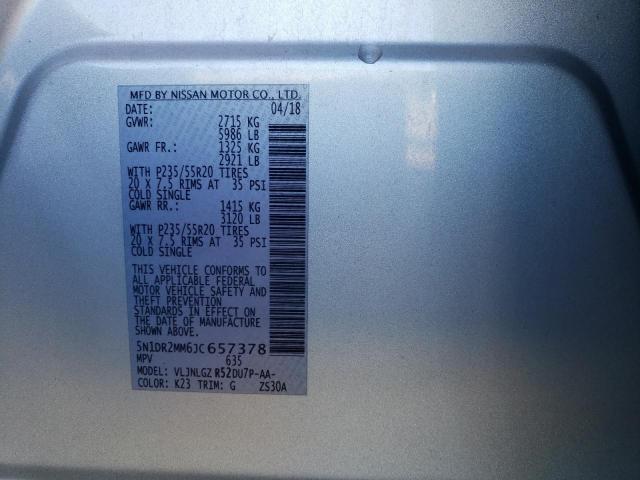 MFD BY NISSAN MOTOR CO., LTD.
DATE: 04/18
GVWR: 2715 KG
5986 LB
GAWR FR.: 1325 KG
2921 LB
WITH P235/55R20 TIRES
20 X 7.5 RIMS AT 35 PSI
COLD SINGLE
GAWR RR.: 1415 KG
3120 LB
WITH P235/55R20 TIRES
20 X 7.5 RIMS AT 35 PSI
COLD SINGLE
THIS VEHICLE CONFORMS TO
ALL APPLICABLE FEDERAL
MOTOR VEHICLE SAFETY AND
THEFT PREVENTION
STANDARDS IN EFFECT ON
THE DATE OF MANUFACTURE
SHOWN ABOVE.
5N1DR2MM6JC657378
MPV 635
MODEL: VLJNLGZ R52DU7P-AA-
COLOR: K23 TRIM: G ZS30A